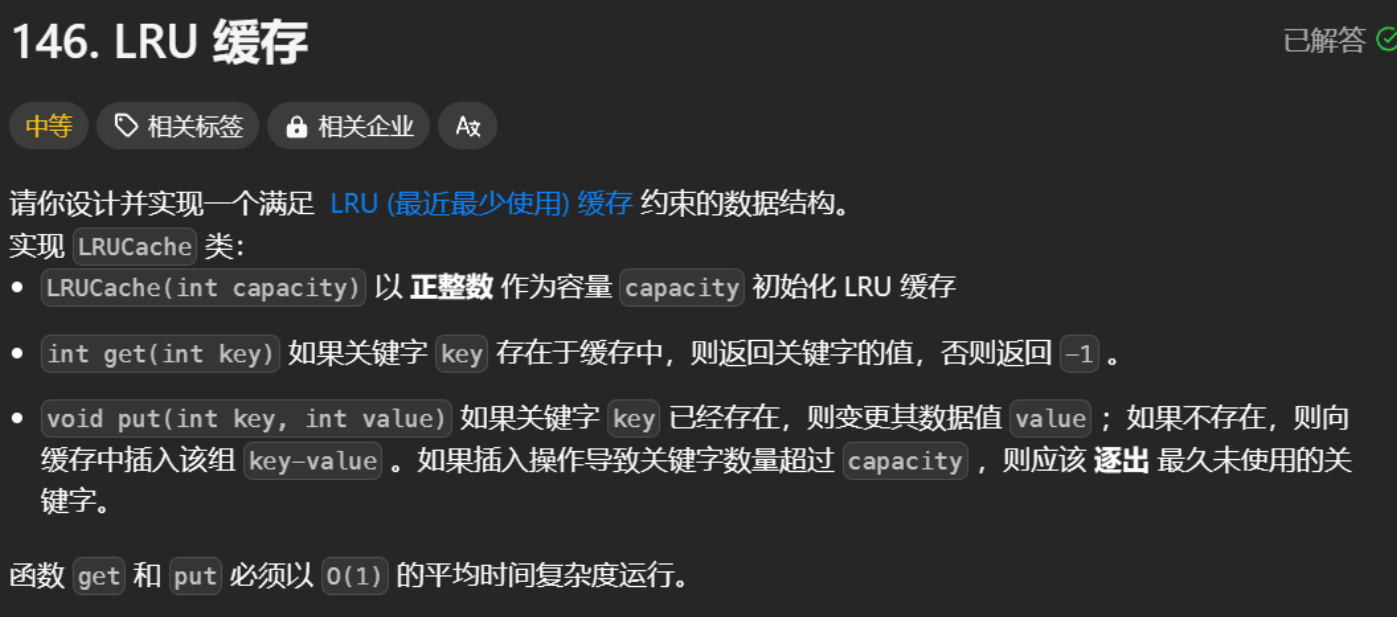 146. LRU 缓存
已解答
中等
相关标签
相关企业
请你设计并实现一个满足 LRU (最近最少使用) 缓存 约束的数据结构。
实现 LRUCache 类：
LRUCache(int capacity) 以 正整数 作为容量 capacity 初始化 LRU 缓存
int get(int key) 如果关键字 key 存在于缓存中，则返回关键字的值，否则返回 -1 。
void put(int key, int value) 如果关键字 key 已经存在，则变更其数据值 value ；如果不存在，则向
缓存中插入该组 key-value 。如果插入操作导致关键字数量超过 capacity ，则应该 逐出 最久未使用的关
键字。
函数 get 和 put 必须以 O(1) 的平均时间复杂度运行。